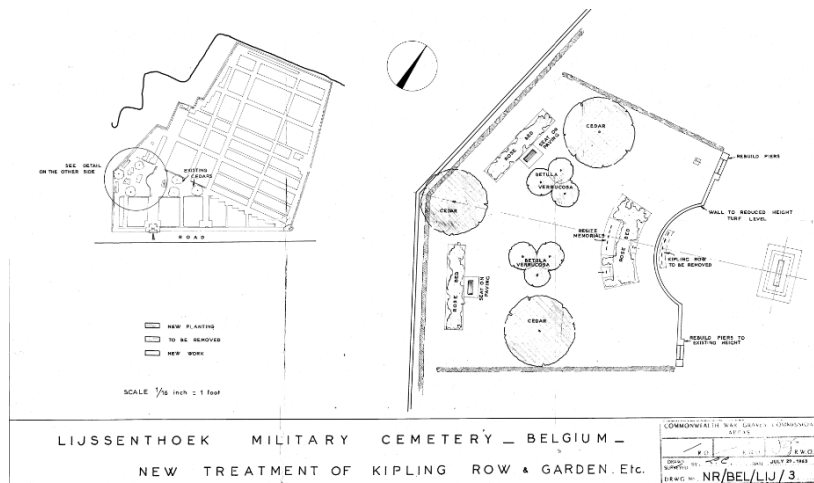 SEE DETAIL
ON THE OTHER SIDE
EXISTING
CEDARS
ROAD
NEW PLANTING
TO BE REMOVED
NEW WORK
SCALE 1/16 inch = 1 foot
CEDAR
ROSE BED
SEAT ON
PAVING
BETULA
VERRUCOSA
REBUILD PIERS
WALL TO REDUCED HEIGHT
TURF LEVEL
CEDAR
RESIZE
MEMORIALS
ROSE BED
KIPLING ROW
TO BE REMOVED
BETULA
VERRUCOSA
ROSE BED
SEAT ON
PAVING
CEDAR
REBUILD PIERS TO
EXISTING HEIGHT
LIJSSENTHOEK MILITARY CEMETERY _ BELGIUM _
NEW TREATMENT OF KIPLING ROW & GARDEN. Etc.
COMMONWEALTH WAR GRAVES COMMISSION
R.O
R.W.O.
DATE JULY 29. 1963
DRWG No. NR/BEL/LIJ/3